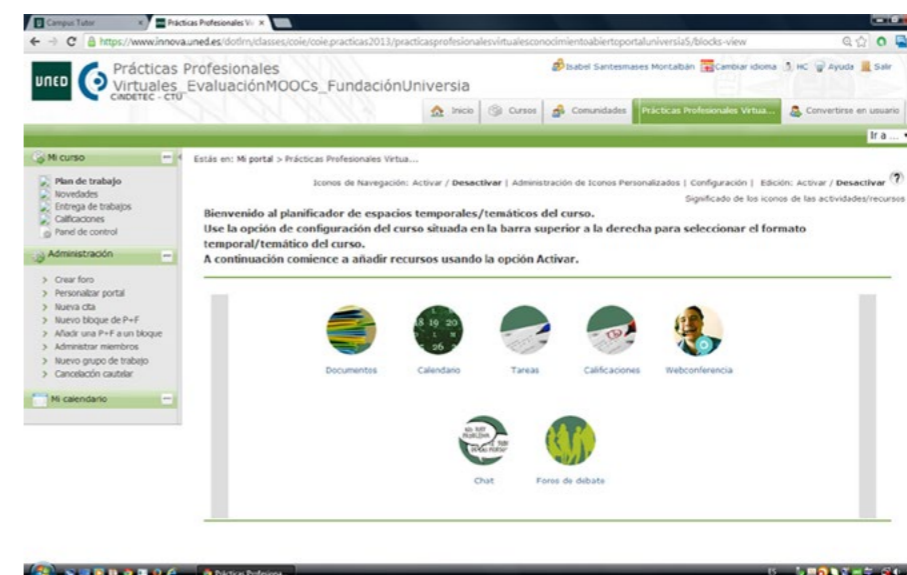 Campus Tutor
Prácticas Profesionales Vi
https://www.innova.uned.es/dotlrn/classes/coie/coie.practicas2013/practicasprofesionalesvirtualesconocimientoabiertoportaluniversia5/blocks-view
UNED
Prácticas Profesionales
Virtuales_EvaluaciónMOOCs_FundaciónUniversia
CINDETEC - CTU
Isabel Santesmases Montalbán
Cambiar idioma
HC
Ayuda
Salir
Inicio
Cursos
Comunidades
Prácticas Profesionales Virtua...
Convertirse en usuario
Ir a ...
Mi curso
Plan de trabajo
Novedades
Entrega de trabajos
Calificaciones
Panel de control
Administración
Crear foro
Personalizar portal
Nueva cita
Nuevo bloque de P+F
Añadir una P+F a un bloque
Administrar miembros
Nuevo grupo de trabajo
Cancelación cautelar
Mi calendario
Estás en: Mi portal > Prácticas Profesionales Virtua...
Iconos de Navegación: Activar / Desactivar | Administración de Iconos Personalizados | Configuración | Edición: Activar / Desactivar ?
Significado de los iconos de las actividades/recursos
Bienvenido al planificador de espacios temporales/temáticos del curso.
Use la opción de configuración del curso situada en la barra superior a la derecha para seleccionar el formato
temporal/temático del curso.
A continuación comience a añadir recursos usando la opción Activar.
Documentos
Calendario
Tareas
Calificaciones
Webconferencia
Chat
Foros de debate
Prácticas Profesiona...
ES